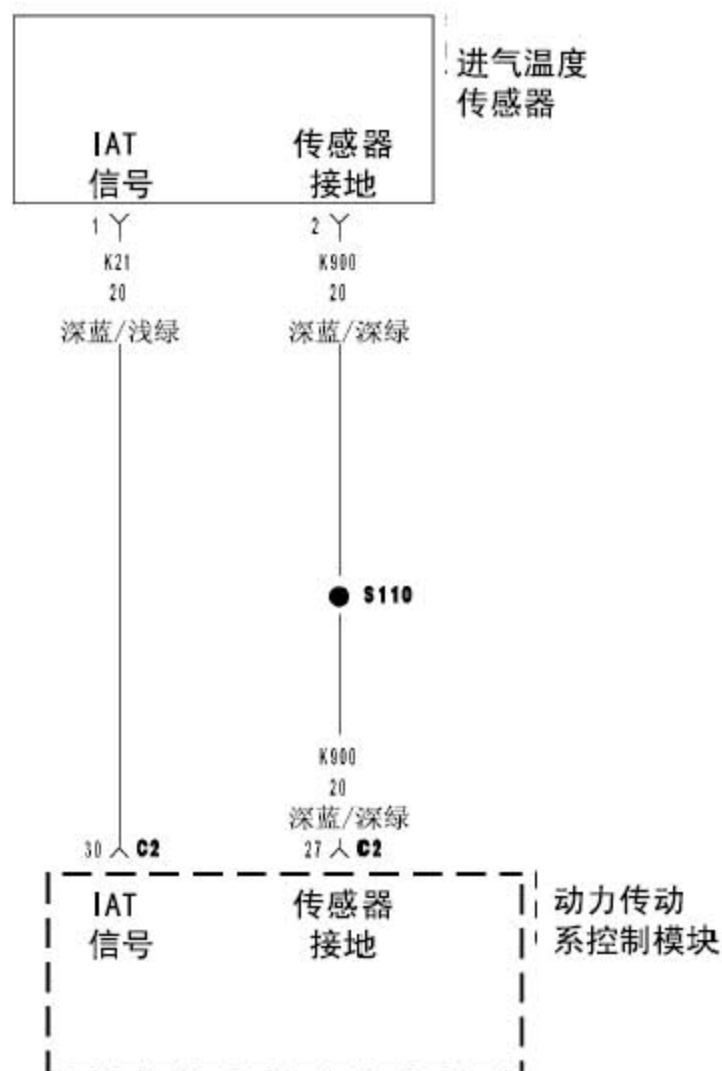 进气温度
传感器
IAT
信号
传感器
接地
1
2
K21
20
深蓝/浅绿
K900
20
深蓝/深绿
S110
K900
20
深蓝/深绿
30 C2
27 C2
IAT
信号
传感器
接地
动力传动
系控制模块